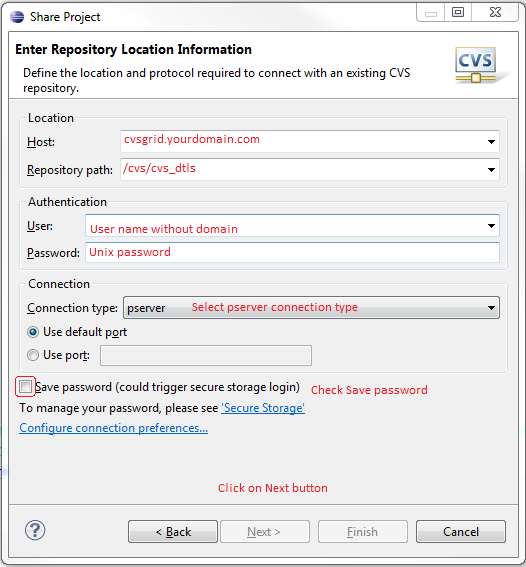 Share Project
Enter Repository Location Information
CVS
Define the location and protocol required to connect with an existing CVS
repository.
Location
Host: cvsgrid.yourdomain.com
Repository path: /cvs/cvs_dtls
Authentication
User: User name without domain
Password: Unix password
Connection
Connection type: pserver Select pserver connection type
Use default port
Use port:
Save password (could trigger secure storage login) Check Save password
To manage your password, please see 'Secure Storage'
Configure connection preferences...
Click on Next button
? < Back Next > Finish Cancel